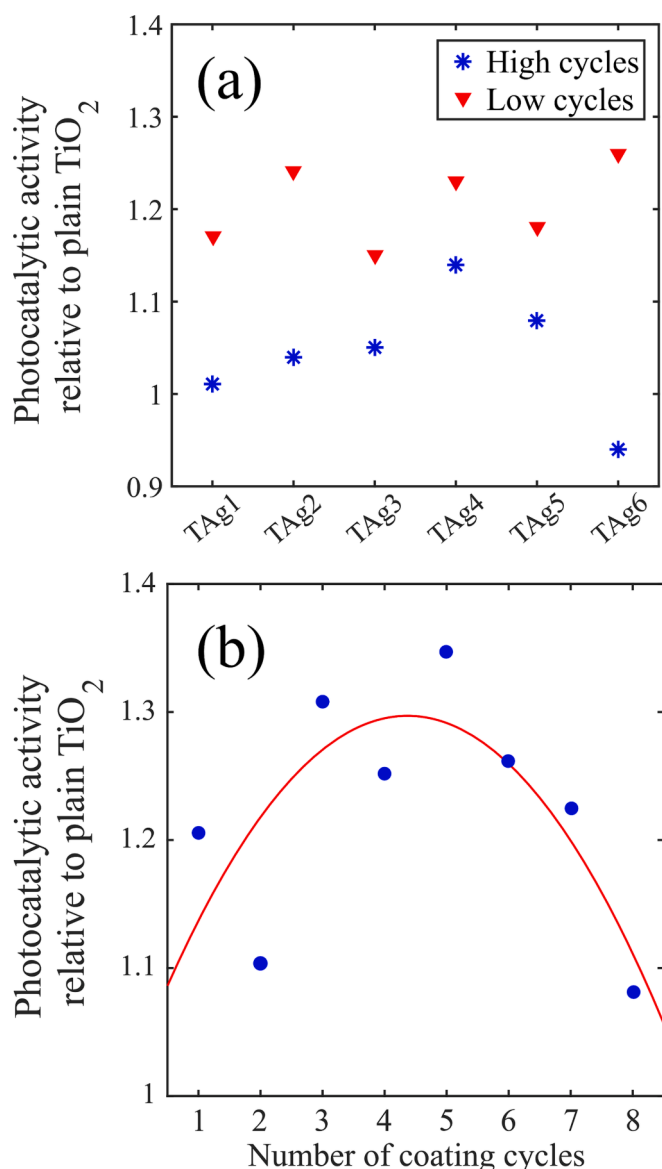 (a)
High cycles
Low cycles
Photocatalytic activity
relative to plain TiO₂
1.4
1.3
1.2
1.1
1
0.9
TAg1 TAg2 TAg3 TAg4 TAg5 TAg6
(b)
Photocatalytic activity
relative to plain TiO₂
1.4
1.3
1.2
1.1
1
1 2 3 4 5 6 7 8
Number of coating cycles